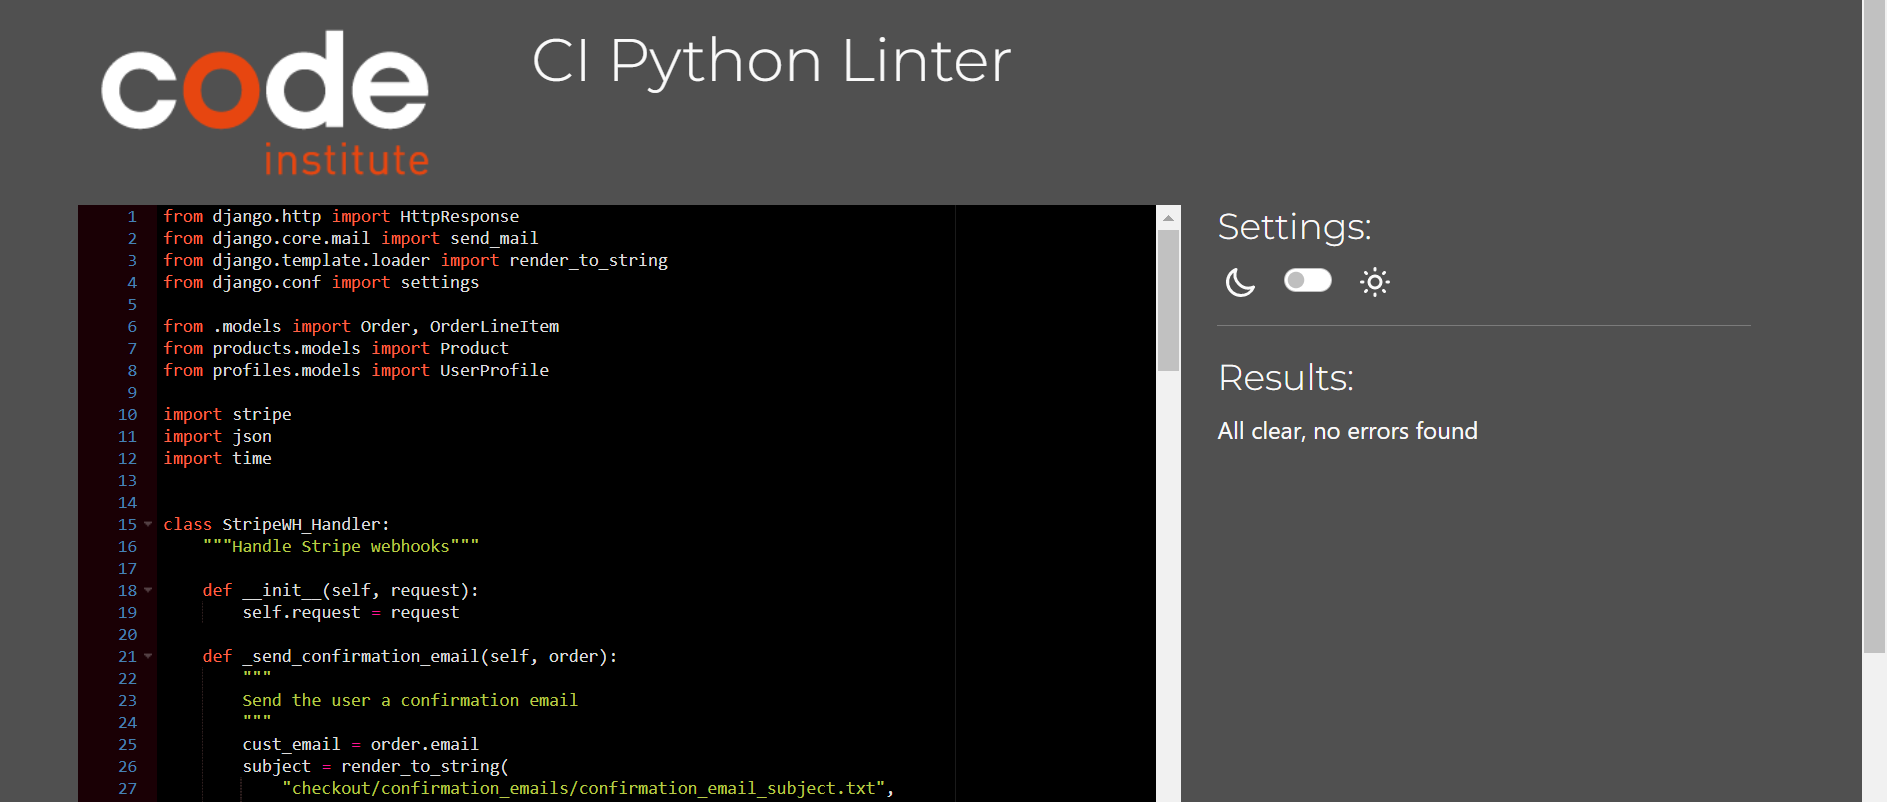 code
institute
CI Python Linter
1 from django.http import HttpResponse
2 from django.core.mail import send_mail
3 from django.template.loader import render_to_string
4 from django.conf import settings
5
6 from .models import Order, OrderLineItem
7 from products.models import Product
8 from profiles.models import UserProfile
9
10 import stripe
11 import json
12 import time
13
14
15 class StripeWH_Handler:
16     """Handle Stripe webhooks"""
17
18     def __init__(self, request):
19         self.request = request
20
21     def _send_confirmation_email(self, order):
22         """
23         Send the user a confirmation email
24         """
25         cust_email = order.email
26         subject = render_to_string(
27             "checkout/confirmation_emails/confirmation_email_subject.txt",
Settings:
Results:
All clear, no errors found